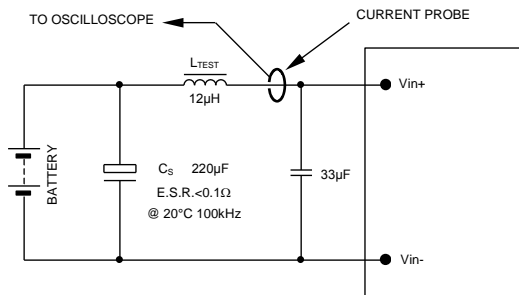 TO OSCILLOSCOPE
CURRENT PROBE
LTEST
12µH
Vin+
BATTERY
CS 220µF
E.S.R.<0.1Ω
@ 20°C 100kHz
33µF
Vin-